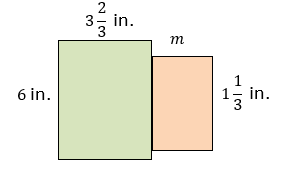 3 2/3 in.
m
6 in.
1 1/3 in.